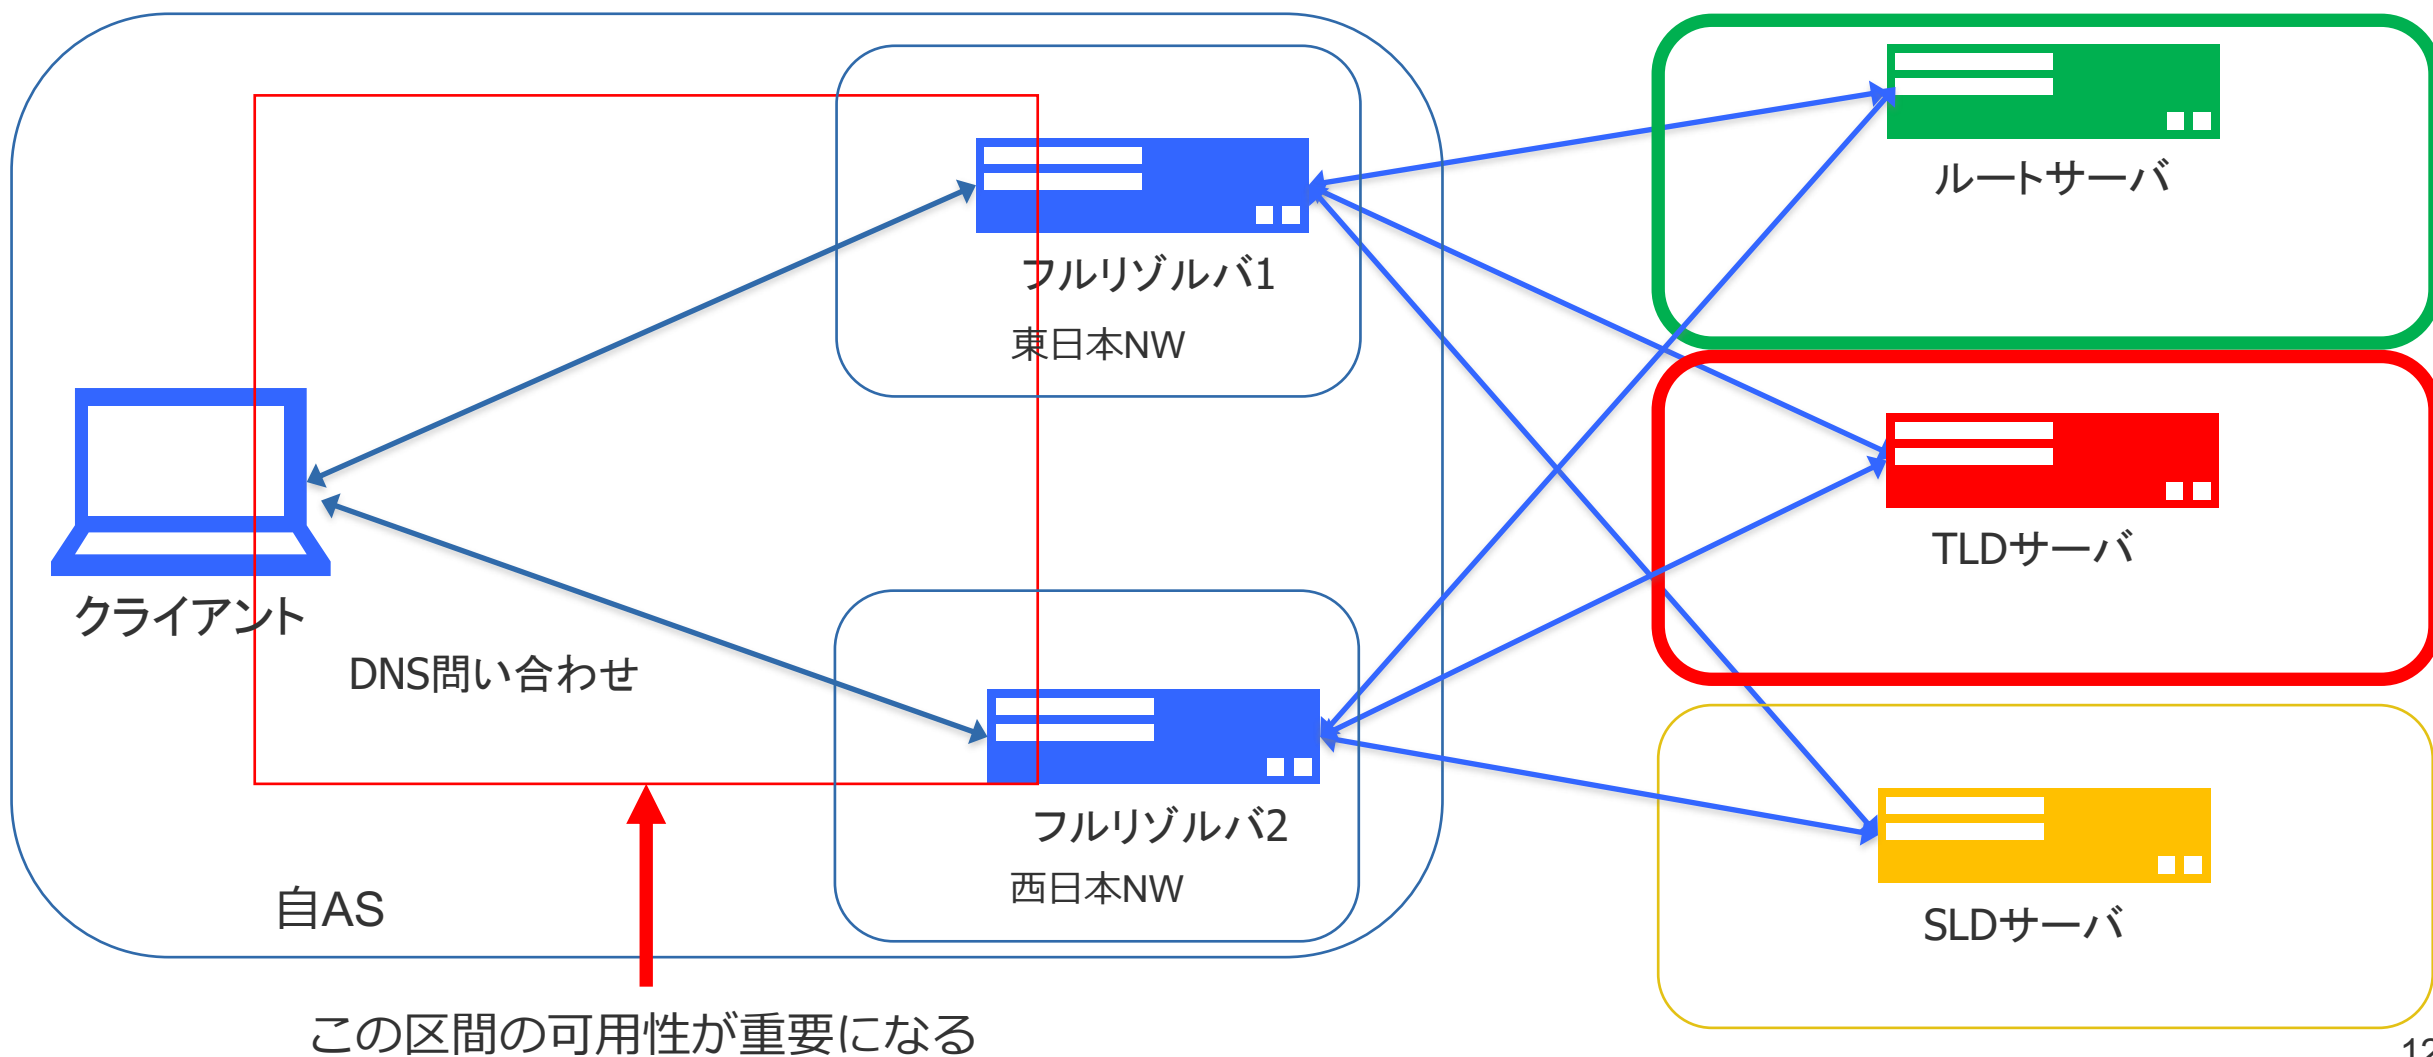 ルートサーバ
フルリゾルバ1
東日本NW
TLDサーバ
クライアント
DNS問い合わせ
フルリゾルバ2
西日本NW
自AS
SLDサーバ
この区間の可用性が重要になる
12